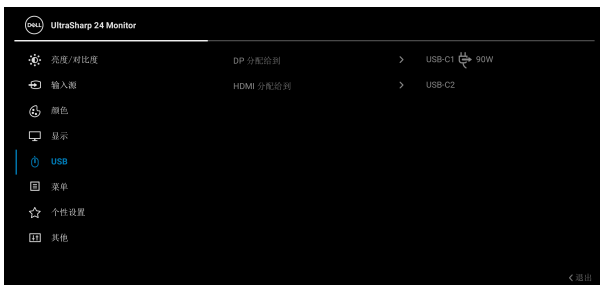 DELL UltraSharp 24 Monitor
亮度/对比度 DP 分配给到 > USB-C1 90W
输入源 HDMI 分配给到 > USB-C2
颜色
显示
USB
菜单
个性设置
其他
< 退出